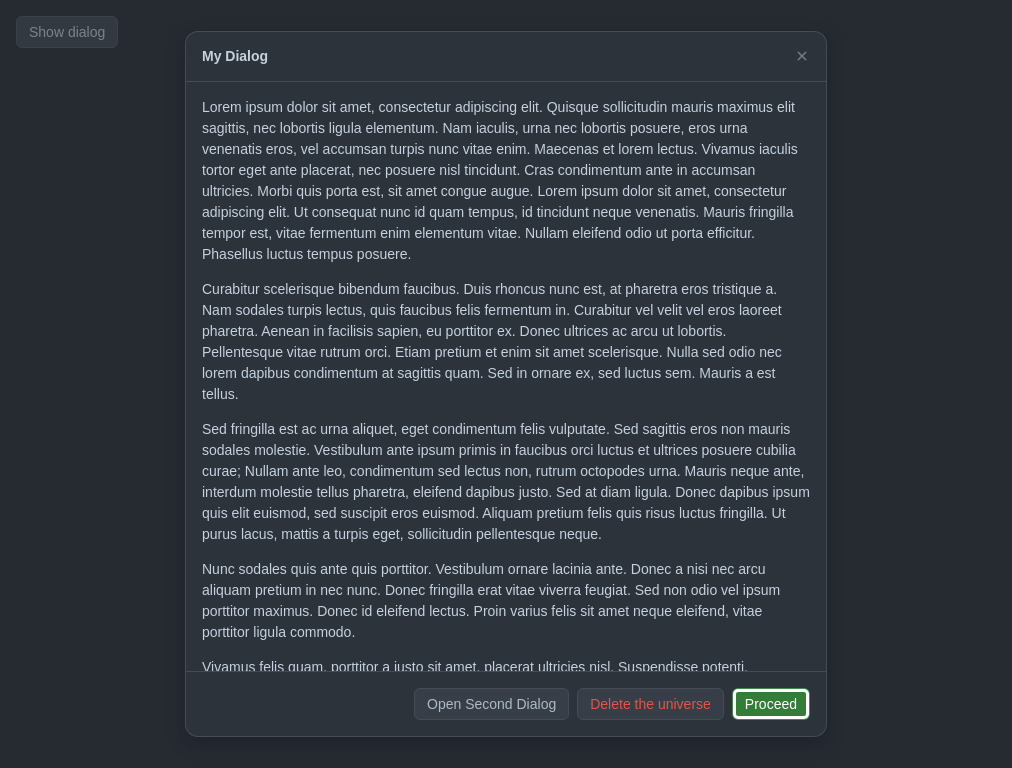 Show dialog
My Dialog
Lorem ipsum dolor sit amet, consectetur adipiscing elit. Quisque sollicitudin mauris maximus elit
sagittis, nec lobortis ligula elementum. Nam iaculis, urna nec lobortis posuere, eros urna
venenatis eros, vel accumsan turpis nunc vitae enim. Maecenas et lorem lectus. Vivamus iaculis
tortor eget ante placerat, nec posuere nisl tincidunt. Cras condimentum ante in accumsan
ultricies. Morbi quis porta est, sit amet congue augue. Lorem ipsum dolor sit amet, consectetur
adipiscing elit. Ut consequat nunc id quam tempus, id tincidunt neque venenatis. Mauris fringilla
tempor est, vitae fermentum enim elementum vitae. Nullam eleifend odio ut porta efficitur.
Phasellus luctus tempus posuere.
Curabitur scelerisque bibendum faucibus. Duis rhoncus nunc est, at pharetra eros tristique a.
Nam sodales turpis lectus, quis faucibus felis fermentum in. Curabitur vel velit vel eros laoreet
pharetra. Aenean in facilisis sapien, eu porttitor ex. Donec ultrices ac arcu ut lobortis.
Pellentesque vitae rutrum orci. Etiam pretium et enim sit amet scelerisque. Nulla sed odio nec
lorem dapibus condimentum at sagittis quam. Sed in ornare ex, sed luctus sem. Mauris a est
tellus.
Sed fringilla est ac urna aliquet, eget condimentum felis vulputate. Sed sagittis eros non mauris
sodales molestie. Vestibulum ante ipsum primis in faucibus orci luctus et ultrices posuere cubilia
curae; Nullam ante leo, condimentum sed lectus non, rutrum octopodes urna. Mauris neque ante,
interdum molestie tellus pharetra, eleifend dapibus justo. Sed at diam ligula. Donec dapibus ipsum
quis elit euismod, sed suscipit eros euismod. Aliquam pretium felis quis risus luctus fringilla. Ut
purus lacus, mattis a turpis eget, sollicitudin pellentesque neque.
Nunc sodales quis ante quis porttitor. Vestibulum ornare lacinia ante. Donec a nisi nec arcu
aliquam pretium in nec nunc. Donec fringilla erat vitae viverra feugiat. Sed non odio vel ipsum
porttitor maximus. Donec id eleifend lectus. Proin varius felis sit amet neque eleifend, vitae
porttitor ligula commodo.
Vivamus felis quam, porttitor a justo sit amet, placerat ultricies nisl. Suspendisse potenti.
Open Second Dialog
Delete the universe
Proceed